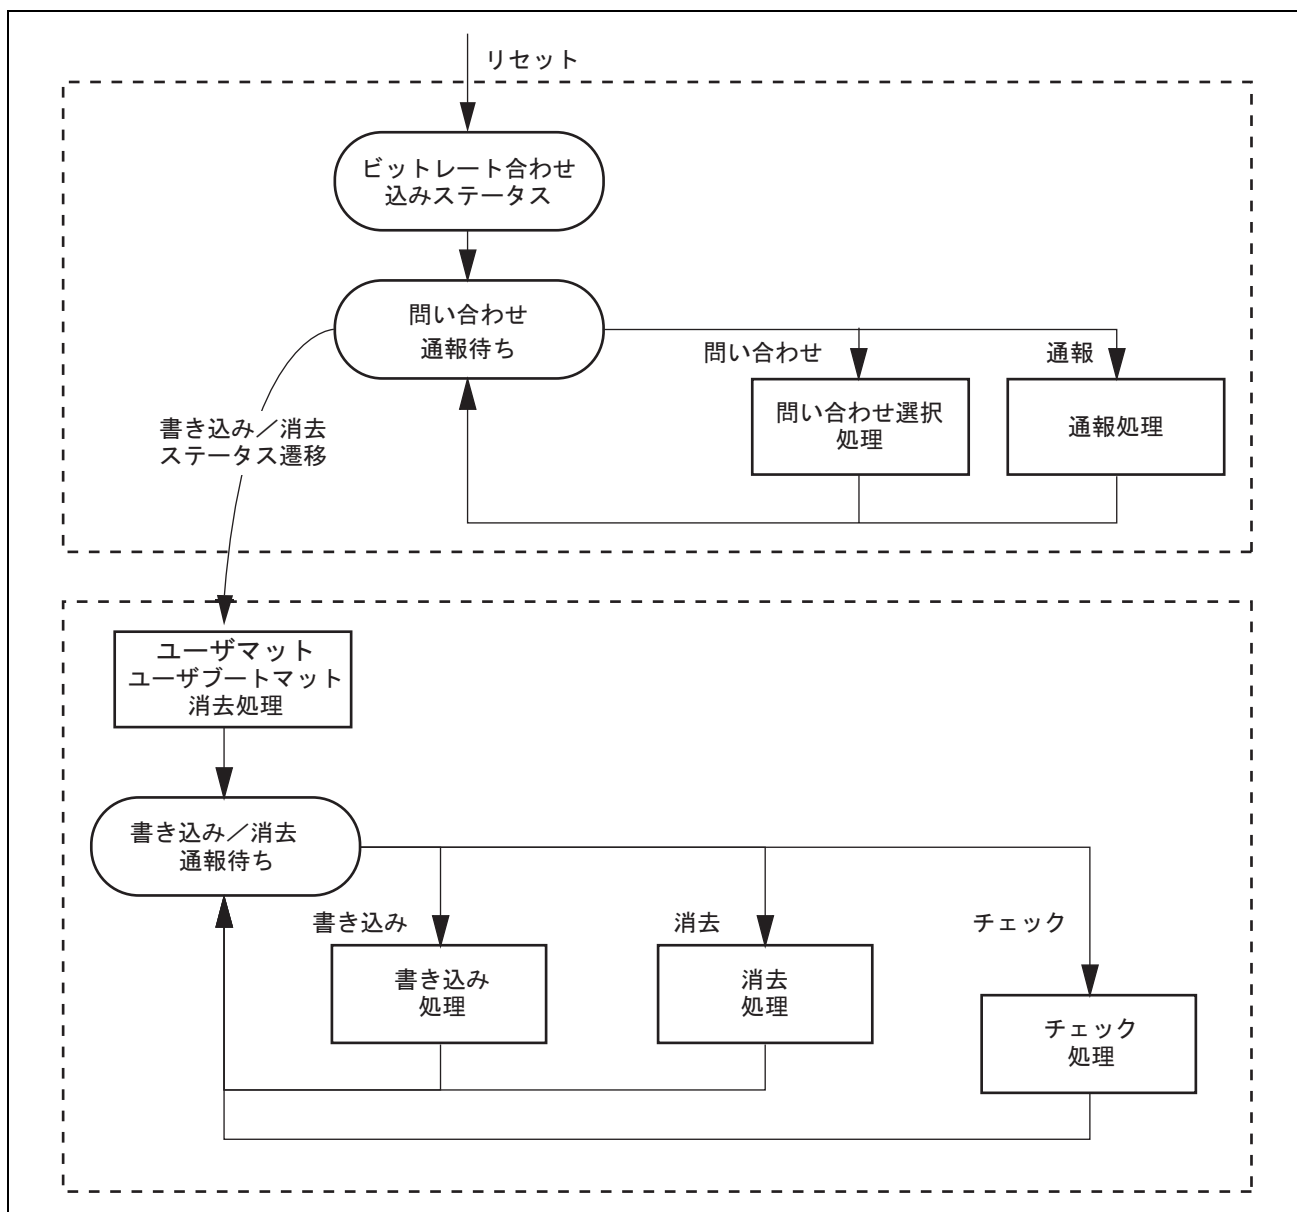 リセット
ビットレート合わせ
込みステータス
問い合わせ
通報待ち
問い合わせ
通報
問い合わせ選択
処理
通報処理
書き込み／消去
ステータス遷移
ユーザマット
ユーザブートマット
消去処理
書き込み／消去
通報待ち
書き込み
消去
チェック
書き込み
処理
消去
処理
チェック
処理